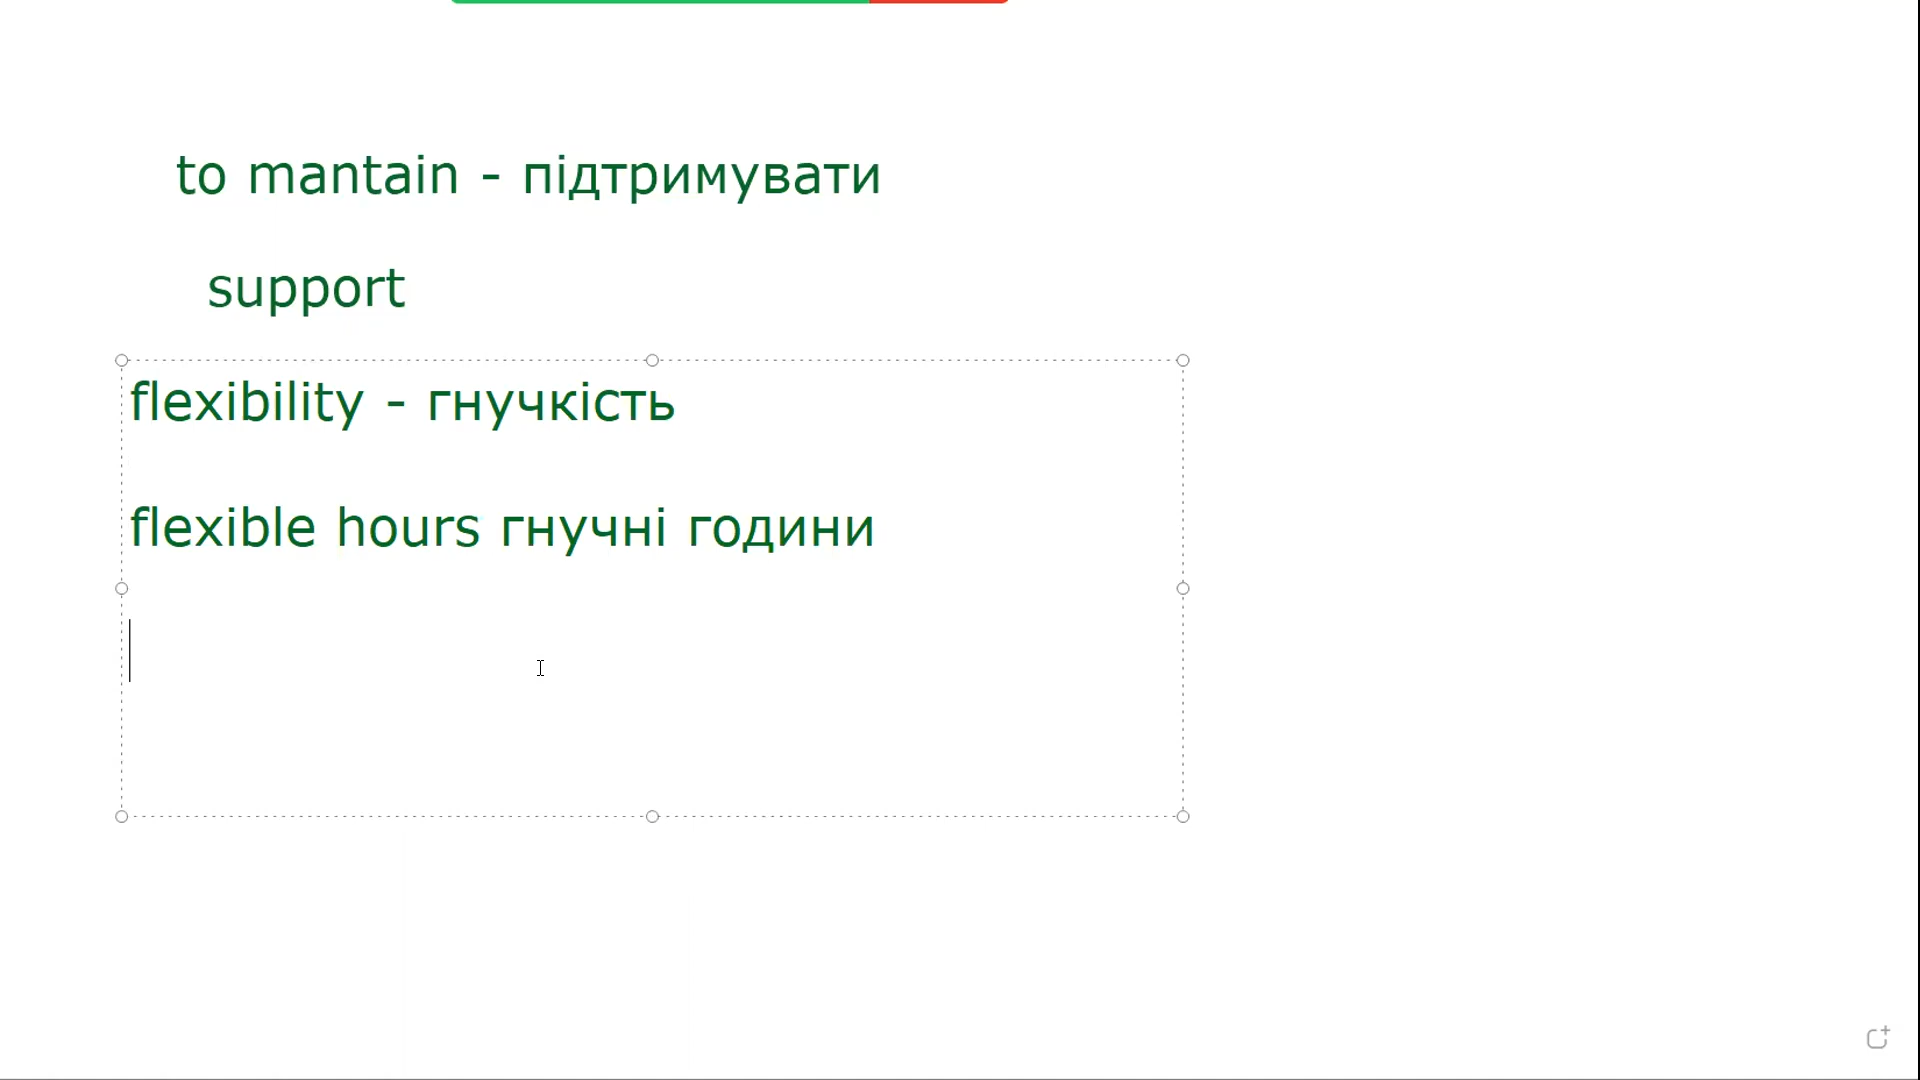 to mantain - підтримувати
support
flexibility - гнучкість
flexible hours гнучні години